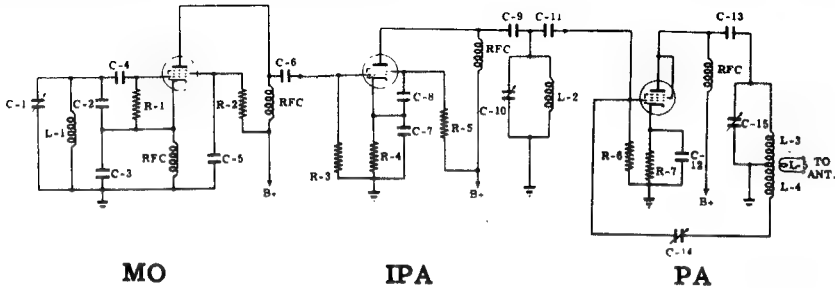 C-9
C-11
C-13
C-6
RFC
RFC
C-4
C-1
C-2
R-1
R-2
RFC
C-8
C-10
L-2
C-15
L-3
L-1
C-7
R-5
RFC
C-5
R-4
R-6
C-12
L-5
TO
ANT.
R-7
L-4
C-3
R-3
B+
B+
B+
C-14
MO
IPA
PA